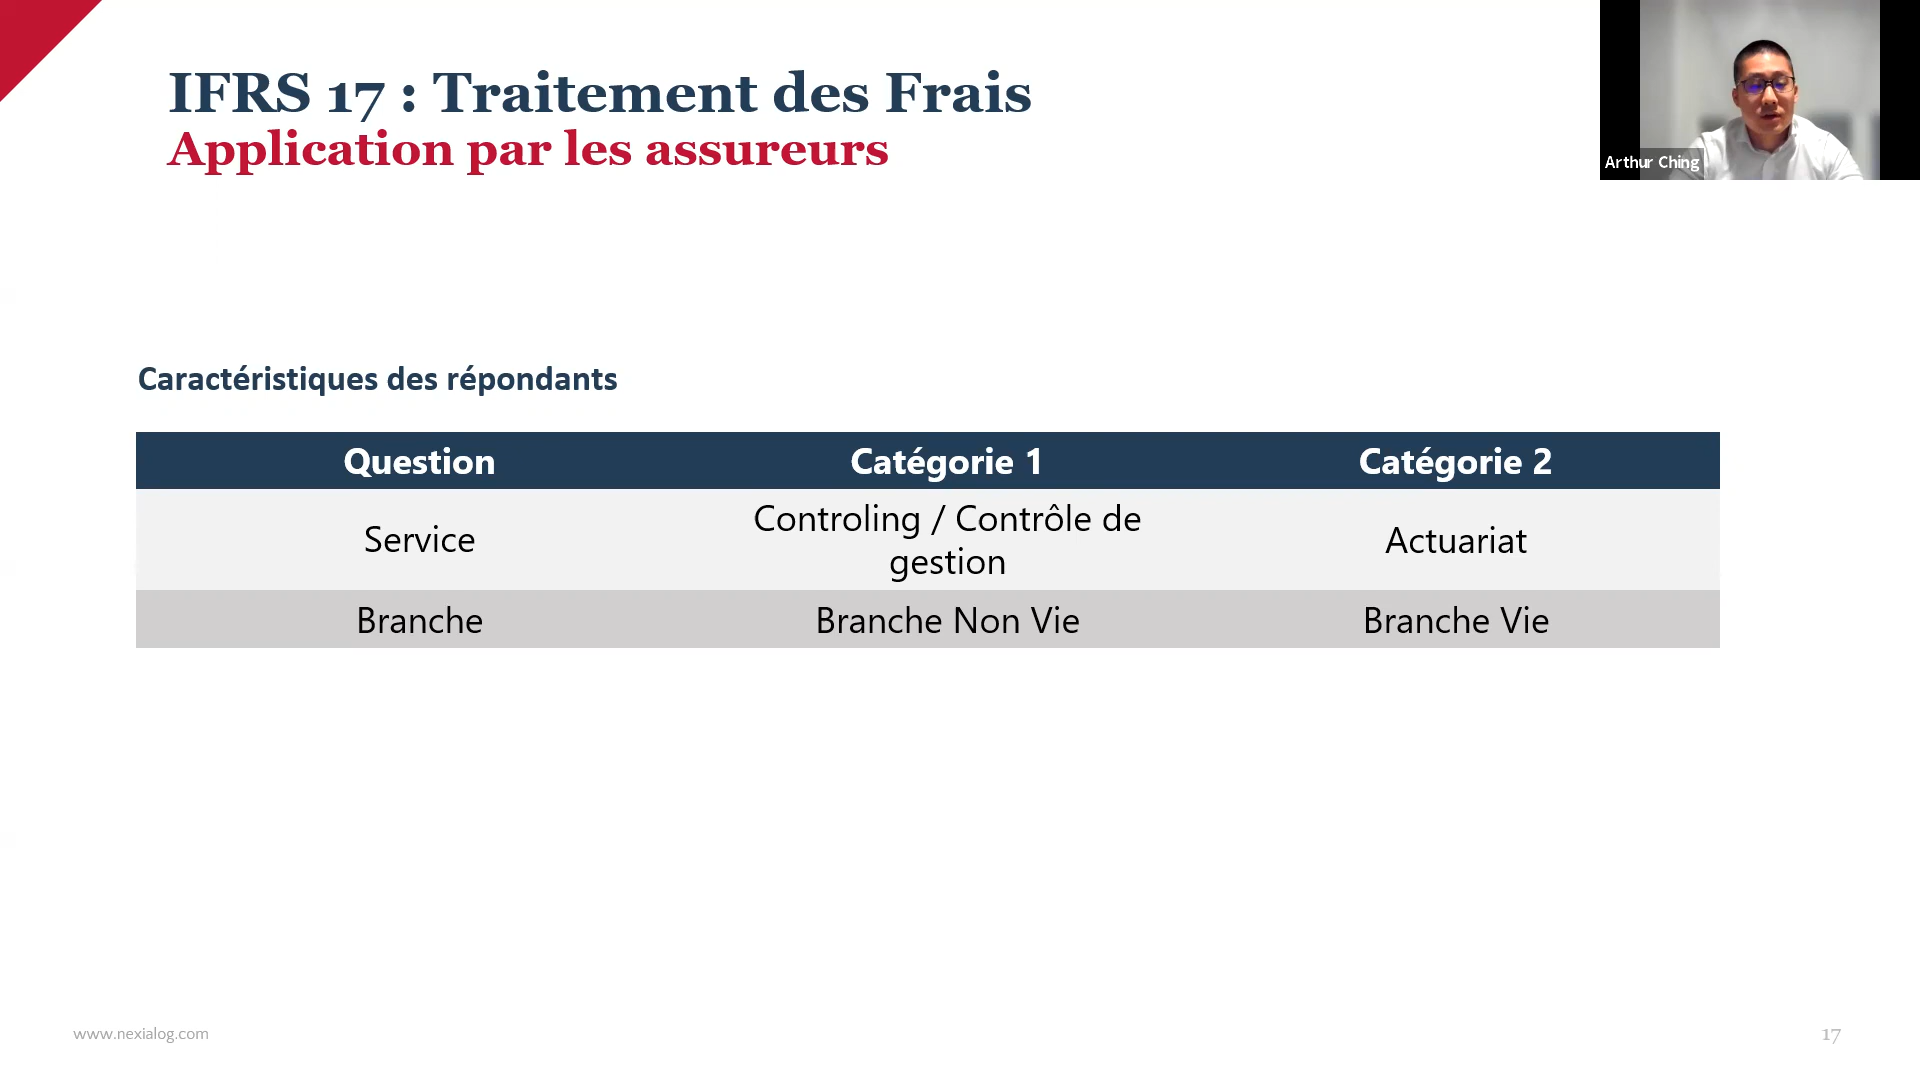 IFRS 17 : Traitement des Frais
Application par les assureurs
Arthur Ching
Caractéristiques des répondants
Question Catégorie 1 Catégorie 2
Service Controling / Contrôle de gestion Actuariat
Branche Branche Non Vie Branche Vie
www.nexialog.com
17